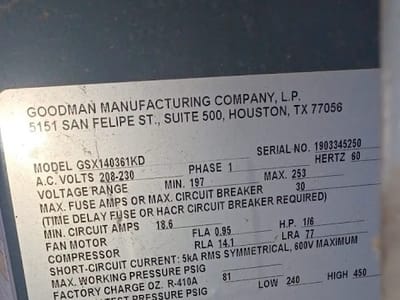 GOODMAN MANUFACTURING COMPANY, L.P.
5151 SAN FELIPE ST., SUITE 500, HOUSTON, TX 77056
MODEL GSX140361KD SERIAL NO. 1903345250
A.C. VOLTS 208-230 PHASE 1 HERTZ 60
VOLTAGE RANGE MIN. 197 MAX. 253
MAX. FUSE AMPS OR MAX. CIRCUIT BREAKER 30
(TIME DELAY FUSE OR HACR CIRCUIT BREAKER REQUIRED)
MIN. CIRCUIT AMPS 18.6
FAN MOTOR FLA 0.95 H.P. 1/6
COMPRESSOR RLA 14.1 LRA 77
SHORT-CIRCUIT CURRENT: 5kA RMS SYMMETRICAL, 600V MAXIMUM
MAX. WORKING PRESSURE PSIG
FACTORY CHARGE OZ. R-410A 81 LOW 240 HIGH 450
TEST PRESSURE PSIG